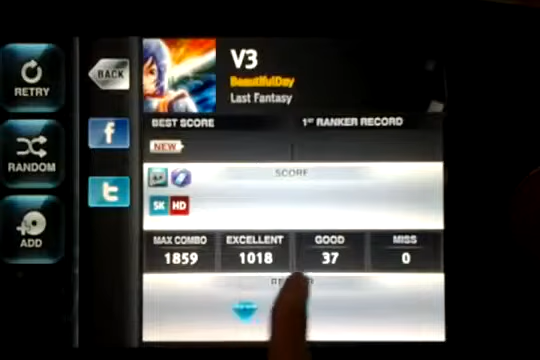 RETRY
BACK
V3
BeautifulDay
Last Fantasy
RANDOM
f
BEST SCORE
1ST RANKER RECORD
NEW
t
SCORE
SK HD
ADD
MAX COMBO EXCELLENT GOOD MISS
1859 1018 37 0